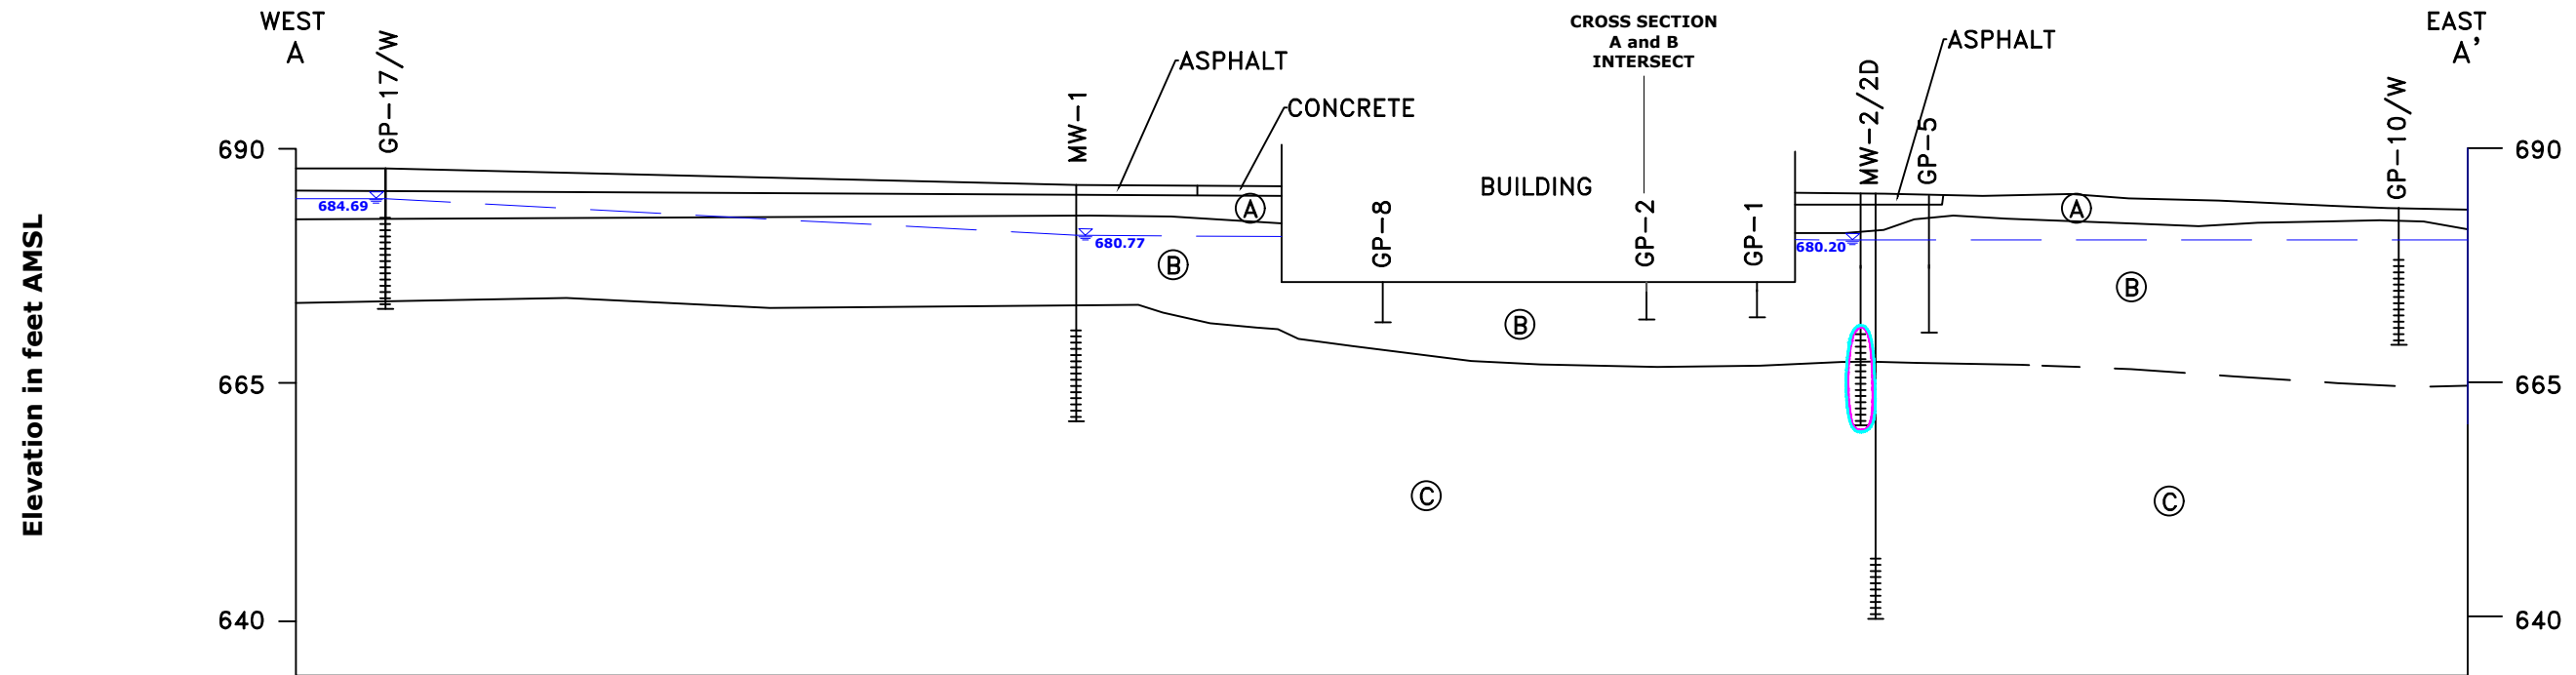 WEST
A
GP-17/W
MW-1
ASPHALT
CONCRETE
CROSS SECTION
A and B
INTERSECT
ASPHALT
MW-2/2D
GP-5
GP-10/W
EAST
A'
690
690
684.69
680.77
A
BUILDING
GP-8
GP-2
GP-1
680.20
A
B
B
B
Elevation in feet AMSL
665
665
C
C
640
640